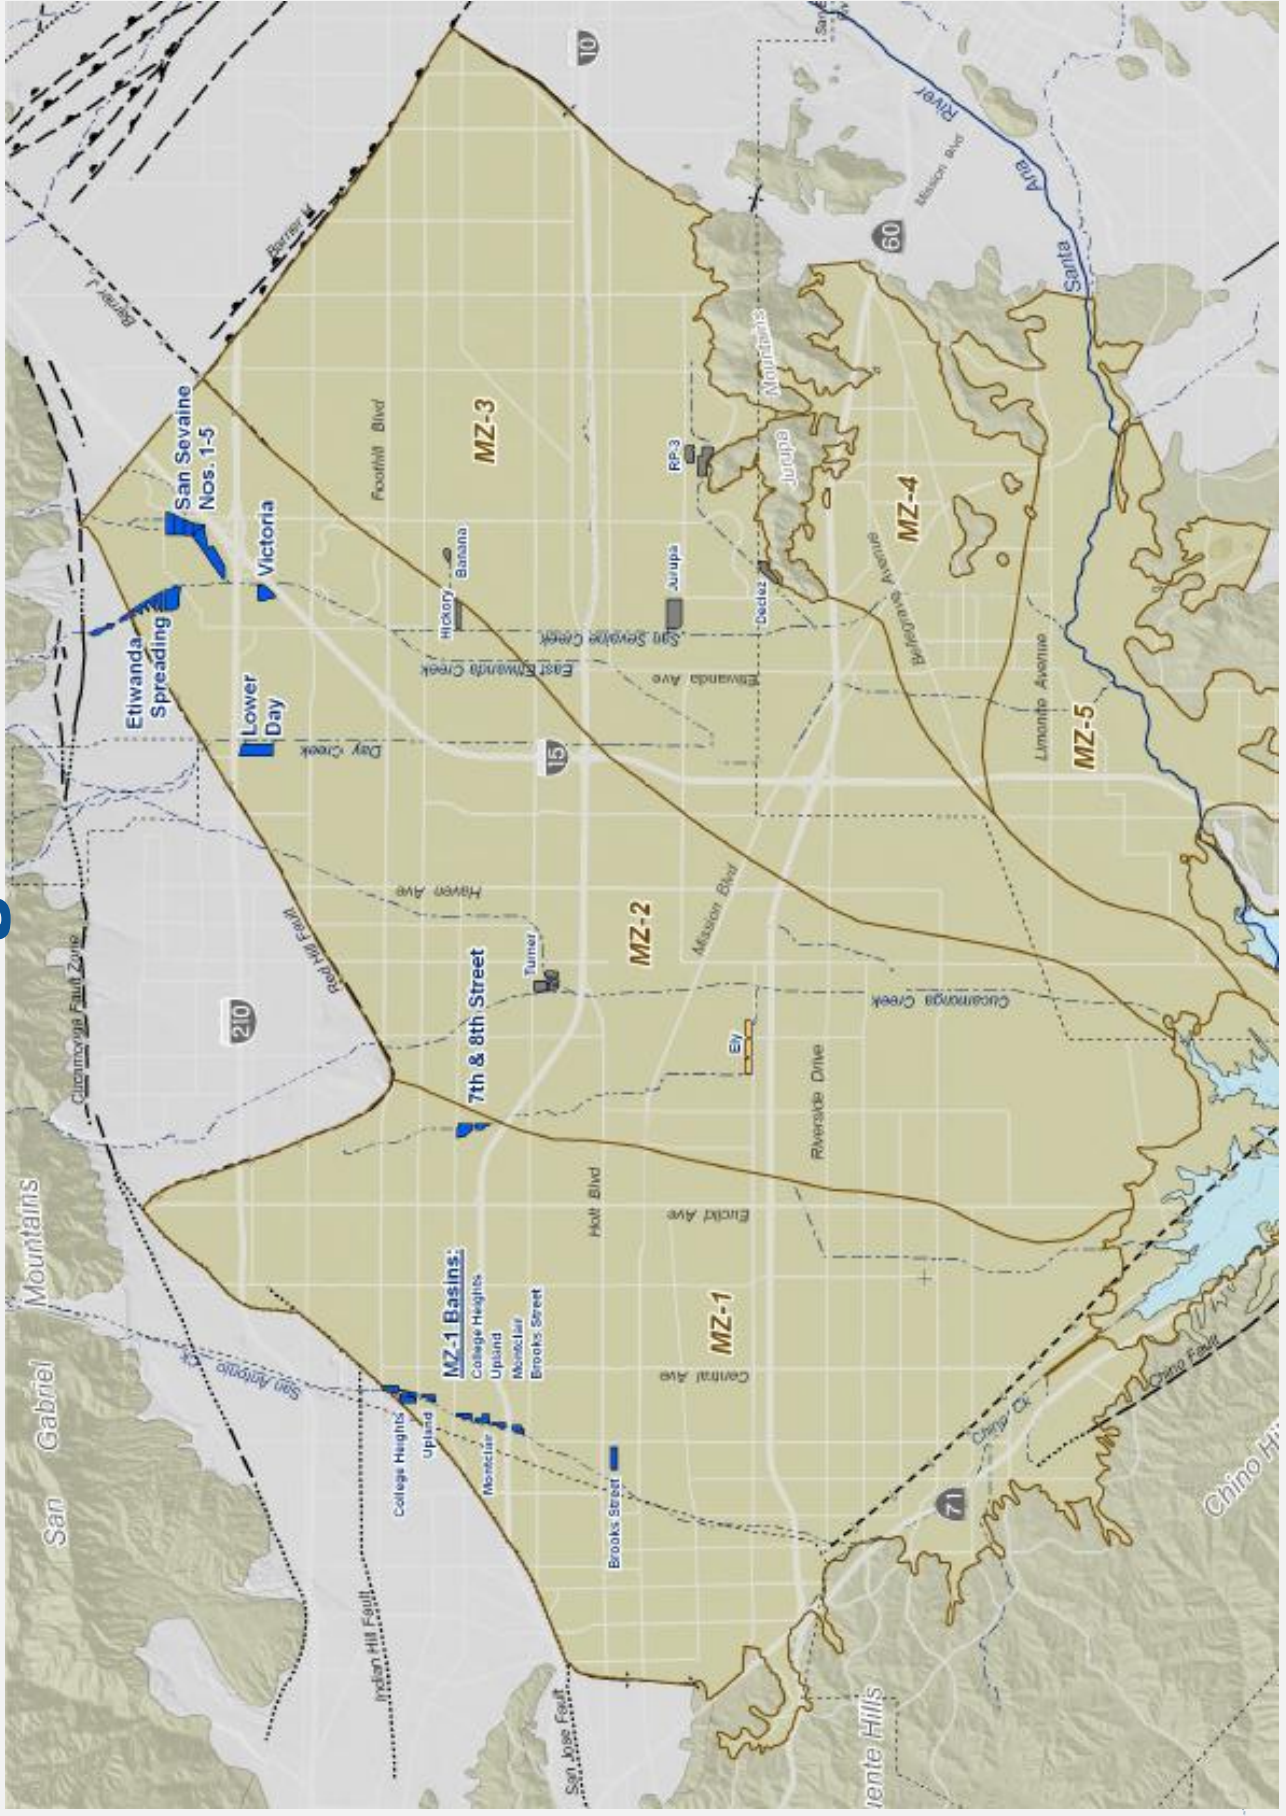 San Gabriel Mountains
Cucamonga Fault Zone
Barrier J
Barrier
10
210
Red Hill Fault
Indian Hill Fault
San Jose Fault
San Antonio
Ck
San Sevaine
Nos. 1-5
Victoria
Etiwanda
Spreading
Lower
Day
Day Creek
Foothill Blvd
MZ-3
Hickory
Banana
San Sevaine Creek
East Etiwanda Creek
Etiwanda Ave
Jurupa
RP-3
Declez
Jurupa
Mountains
15
Haven Ave
Turner
7th & 8th Street
MZ-2
Mission Blvd
Ely
Cucamonga
Creek
Riverside Drive
Holt Blvd
Euclid Ave
MZ-1 Basins:
College Heights
Upland
Montclair
Brooks Street
College Heights
Upland
Montclair
Brooks Street
MZ-1
Central Ave
MZ-4
Bellegrave Avenue
Limonite Avenue
MZ-5
60
Mission Blvd
Santa Ana River
71
Chino Ck
Chino Fault
Chino